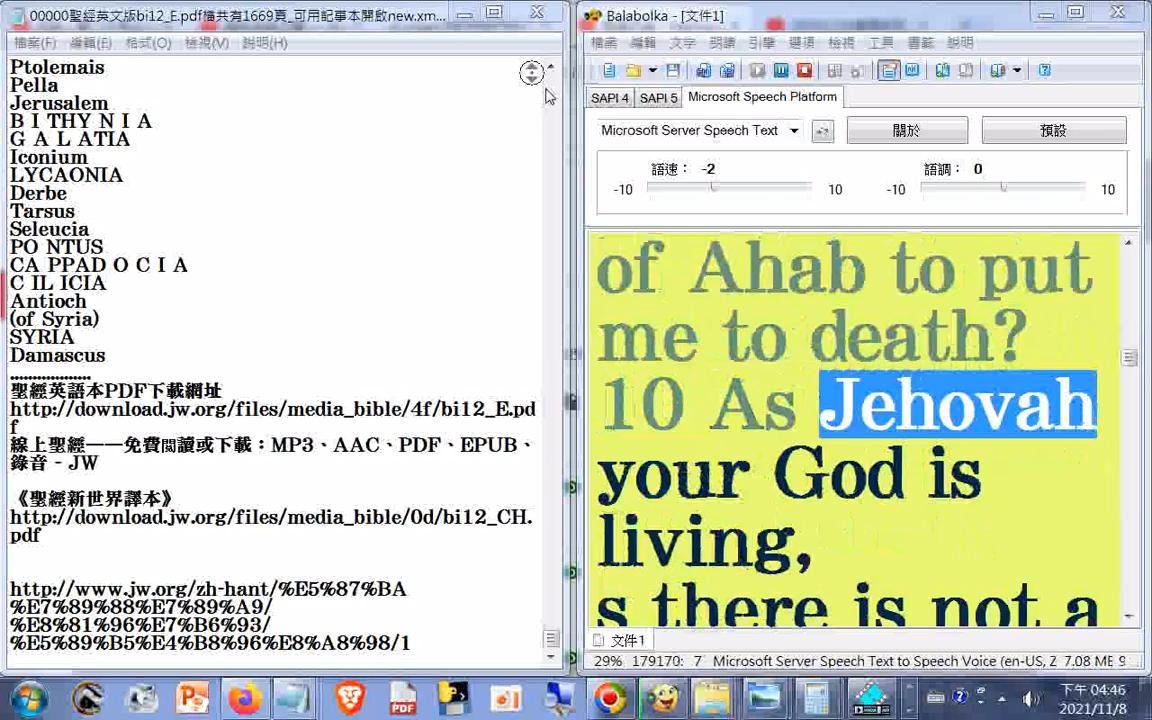 00000聖經英文版bi12_E.pdf檔共有1669頁_可用記事本開啟new.xm...
檔案(F) 編輯(E) 格式(O) 檢視(V) 說明(H)
Ptolemais
Pella
Jerusalem
B I THY N I A
G A L A TIA
Iconium
LYCAONIA
Derbe
Tarsus
Seleucia
PO NTUS
CA PPAD O C I A
C IL ICIA
Antioch
(of Syria)
SYRIA
Damascus
..................
聖經英語本PDF下載網址
http://download.jw.org/files/media_bible/4f/bi12_E.pd
f
線上聖經——免費閱讀或下載：MP3、AAC、PDF、EPUB、
錄音 - JW
《聖經新世界譯本》
http://download.jw.org/files/media_bible/0d/bi12_CH.
pdf
http://www.jw.org/zh-hant/%E5%87%BA
%E7%89%88%E7%89%A9/
%E8%81%96%E7%B6%93/
%E5%89%B5%E4%B8%96%E8%A8%98/1
Balabolka - [文件1]
檔案 編輯 文字 朗讀 引擎 選項 檢視 工具 書籤 說明
SAPI 4 SAPI 5 Microsoft Speech Platform
Microsoft Server Speech Text 關於 預設
語速： -2 語調： 0
-10 10 -10 10
of Ahab to put
me to death?
10 As Jehovah
your God is
living,
s there is not a
文件1
29% 179170: 7 Microsoft Server Speech Text to Speech Voice (en-US, Z 7.08 MB 9
PDF
下午 04:46
2021/11/8